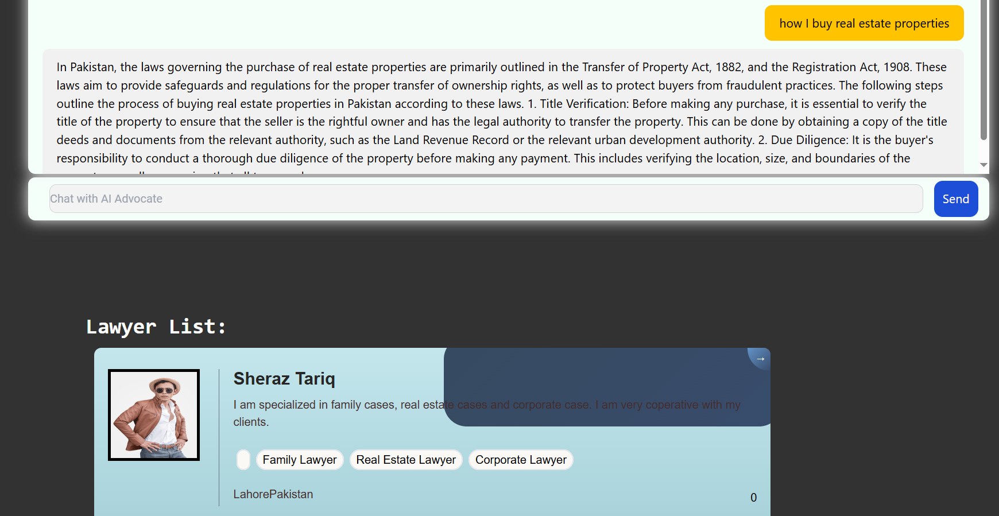 how I buy real estate properties
In Pakistan, the laws governing the purchase of real estate properties are primarily outlined in the Transfer of Property Act, 1882, and the Registration Act, 1908. These
laws aim to provide safeguards and regulations for the proper transfer of ownership rights, as well as to protect buyers from fraudulent practices. The following steps
outline the process of buying real estate properties in Pakistan according to these laws. 1. Title Verification: Before making any purchase, it is essential to verify the
title of the property to ensure that the seller is the rightful owner and has the legal authority to transfer the property. This can be done by obtaining a copy of the title
deeds and documents from the relevant authority, such as the Land Revenue Record or the relevant urban development authority. 2. Due Diligence: It is the buyer's
responsibility to conduct a thorough due diligence of the property before making any payment. This includes verifying the location, size, and boundaries of the
Chat with AI Advocate
Send
Lawyer List:
→
Sheraz Tariq
I am specialized in family cases, real estate cases and corporate case. I am very coperative with my
clients.
Family Lawyer Real Estate Lawyer Corporate Lawyer
LahorePakistan
0